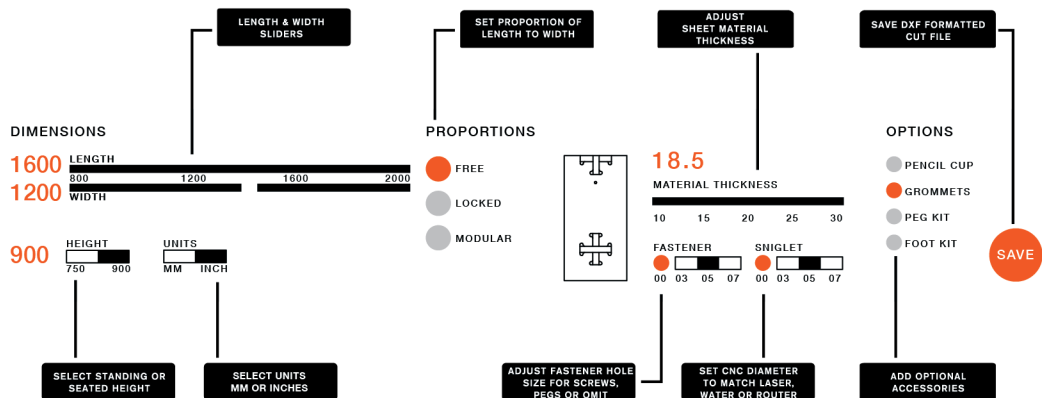 LENGTH & WIDTH
SLIDERS
SET PROPORTION OF
LENGTH TO WIDTH
ADJUST
SHEET MATERIAL
THICKNESS
SAVE DXF FORMATTED
CUT FILE
DIMENSIONS
1600
LENGTH
800 1200 1600 2000
1200
WIDTH
900
HEIGHT
750 900
UNITS
MM INCH
PROPORTIONS
FREE
LOCKED
MODULAR
18.5
MATERIAL THICKNESS
10 15 20 25 30
FASTENER
00 03 05 07
SNIGLET
00 03 05 07
OPTIONS
PENCIL CUP
GROMMETS
PEG KIT
FOOT KIT
SAVE
SELECT STANDING OR
SEATED HEIGHT
SELECT UNITS
MM OR INCHES
ADJUST FASTENER HOLE
SIZE FOR SCREWS,
PEGS OR OMIT
SET CNC DIAMETER
TO MATCH LASER,
WATER OR ROUTER
ADD OPTIONAL
ACCESSORIES